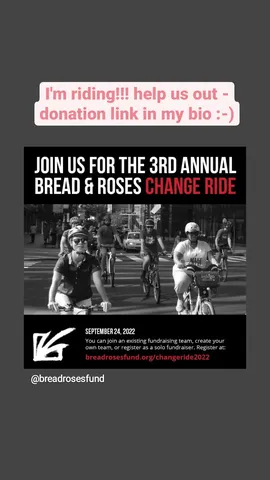 I'm riding!!! help us out -
donation link in my bio :-)
JOIN US FOR THE 3RD ANNUAL
BREAD & ROSES CHANGE RIDE
SEPTEMBER 24, 2022
You can join an existing fundraising team, create your
own team, or register as a solo fundraiser. Register at:
breadrosesfund.org/changeride2022
@breadrosesfund